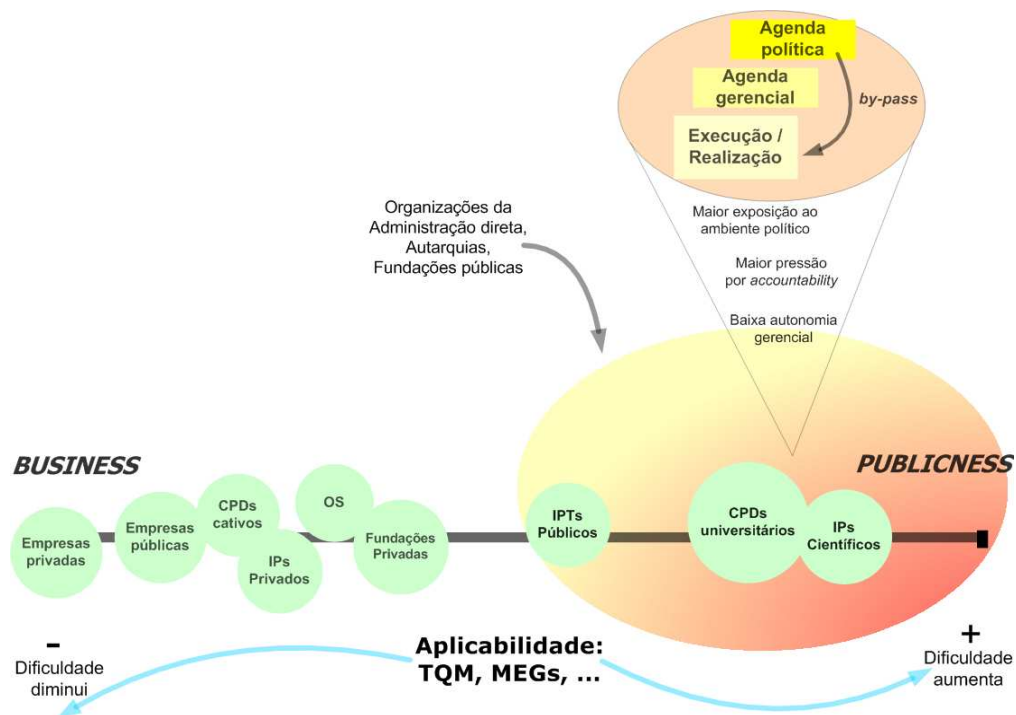 Agenda
política
Agenda
gerencial
by-pass
Execução /
Realização
Organizações da
Administração direta,
Autarquias,
Fundações públicas
Maior exposição ao
ambiente político
Maior pressão
por accountability
Baixa autonomia
gerencial
BUSINESS
PUBLICNESS
Empresas
privadas
Empresas
públicas
CPDs
cativos
IPs
Privados
OS
Fundações
Privadas
IPTs
Públicos
CPDs
universitários
IPs
Científicos
–
Dificuldade
diminui
Aplicabilidade:
TQM, MEGs, ...
+
Dificuldade
aumenta